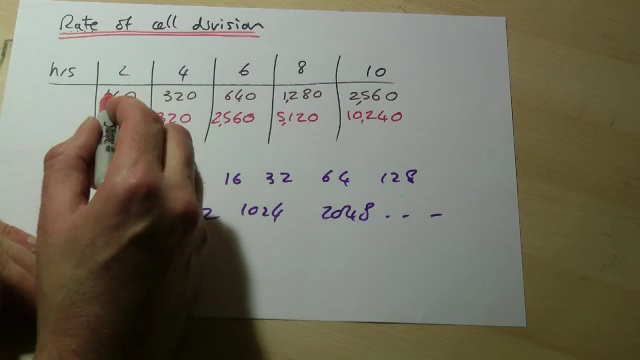 Rate of cell division
hrs 2 4 6 8 10
320 640 1,280 2,560
2,560 5,120 10,240
16 32 64 128
1024 2048 . . –